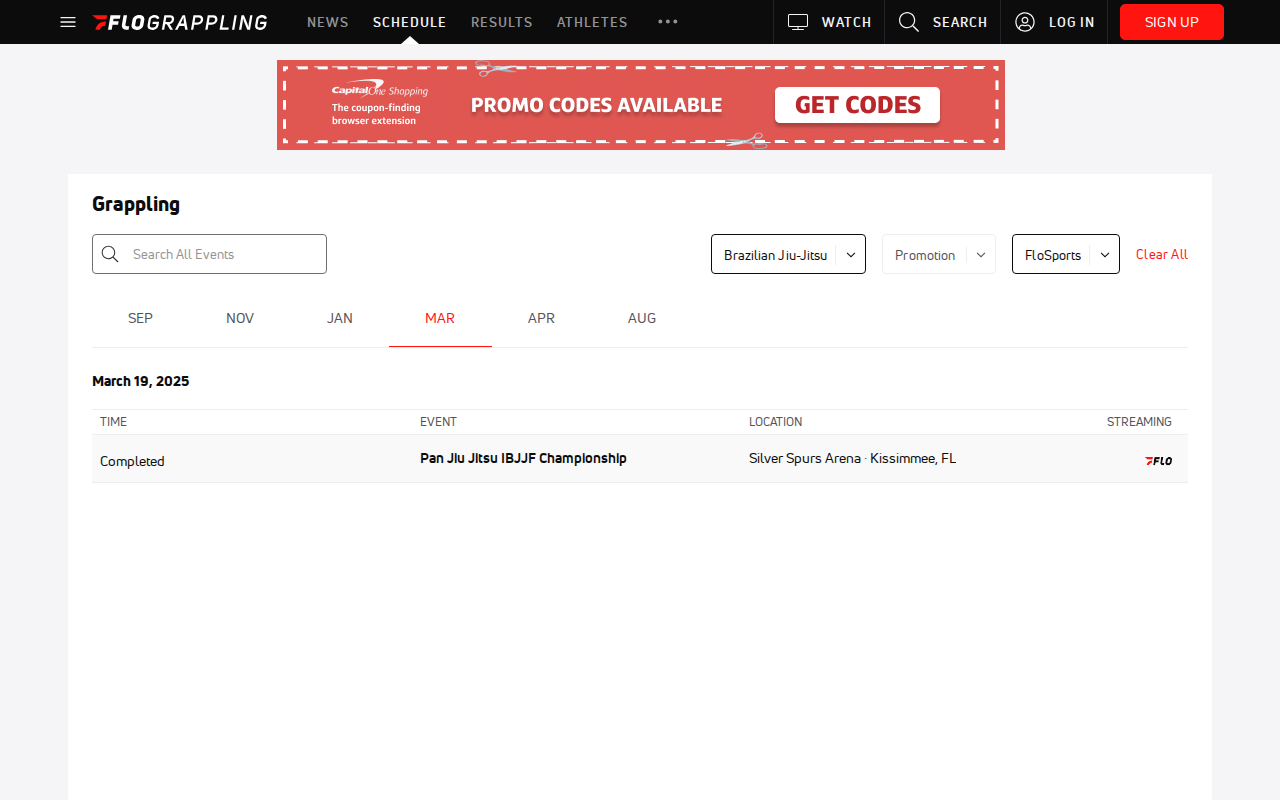 FLOGRAPPLING NEWS SCHEDULE RESULTS ATHLETES ••• WATCH SEARCH LOG IN SIGN UP
Capital One Shopping
The coupon-finding
browser extension
PROMO CODES AVAILABLE
GET CODES
Grappling
Search All Events
Brazilian Jiu-Jitsu
Promotion
FloSports
Clear All
SEP NOV JAN MAR APR AUG
March 19, 2025
TIME EVENT LOCATION STREAMING
Completed Pan Jiu Jitsu IBJJF Championship Silver Spurs Arena · Kissimmee, FL FLO